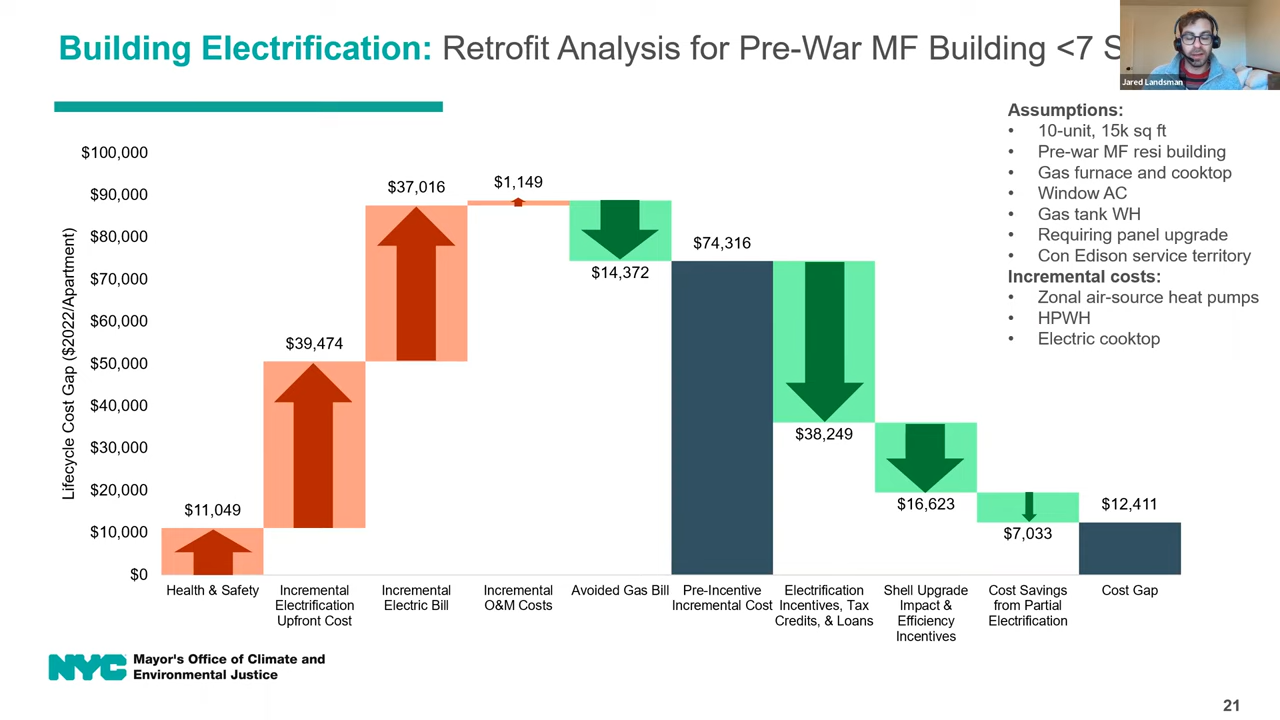 Building Electrification: Retrofit Analysis for Pre-War MF Building <7
Jared Landsman
Assumptions:
• 10-unit, 15k sq ft
• Pre-war MF resi building
• Gas furnace and cooktop
• Window AC
• Gas tank WH
• Requiring panel upgrade
• Con Edison service territory
Incremental costs:
• Zonal air-source heat pumps
• HPWH
• Electric cooktop
Lifecycle Cost Gap ($2022/Apartment)
$100,000
$90,000
$80,000
$70,000
$60,000
$50,000
$40,000
$30,000
$20,000
$10,000
$0
$11,049
$39,474
$37,016
$1,149
$14,372
$74,316
$38,249
$16,623
$7,033
$12,411
Health & Safety
Incremental
Electrification
Upfront Cost
Incremental
Electric Bill
Incremental
O&M Costs
Avoided Gas Bill
Pre-Incentive
Incremental Cost
Electrification
Incentives, Tax
Credits, & Loans
Shell Upgrade
Impact &
Efficiency
Incentives
Cost Savings
from Partial
Electrification
Cost Gap
NYC
Mayor's Office of Climate and
Environmental Justice
21